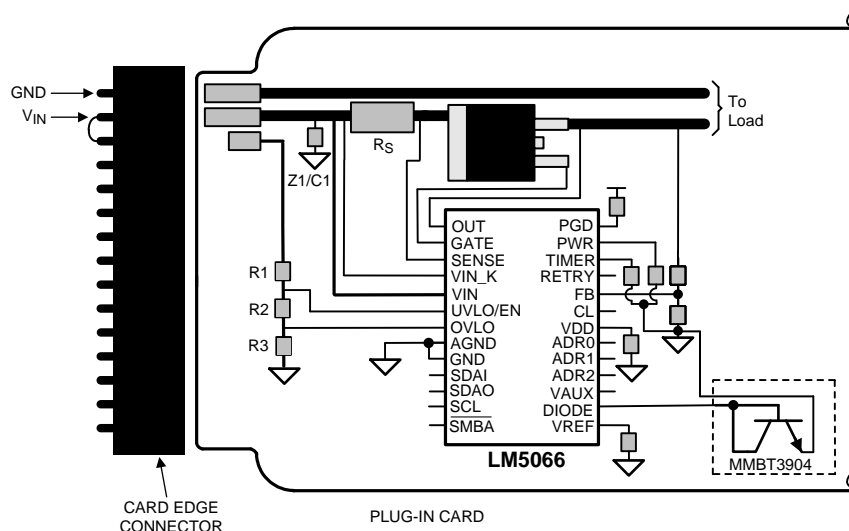 GND
V_IN
To
Load
R_S
Z1/C1
OUT
GATE
SENSE
VIN_K
VIN
UVLO/EN
OVLO
AGND
GND
SDAI
SDAO
SCL
SMBA
PGD
PWR
TIMER
RETRY
FB
CL
VDD
ADR0
ADR1
ADR2
VAUX
DIODE
VREF
R1
R2
R3
LM5066
MMBT3904
CARD EDGE
CONNECTOR
PLUG-IN CARD